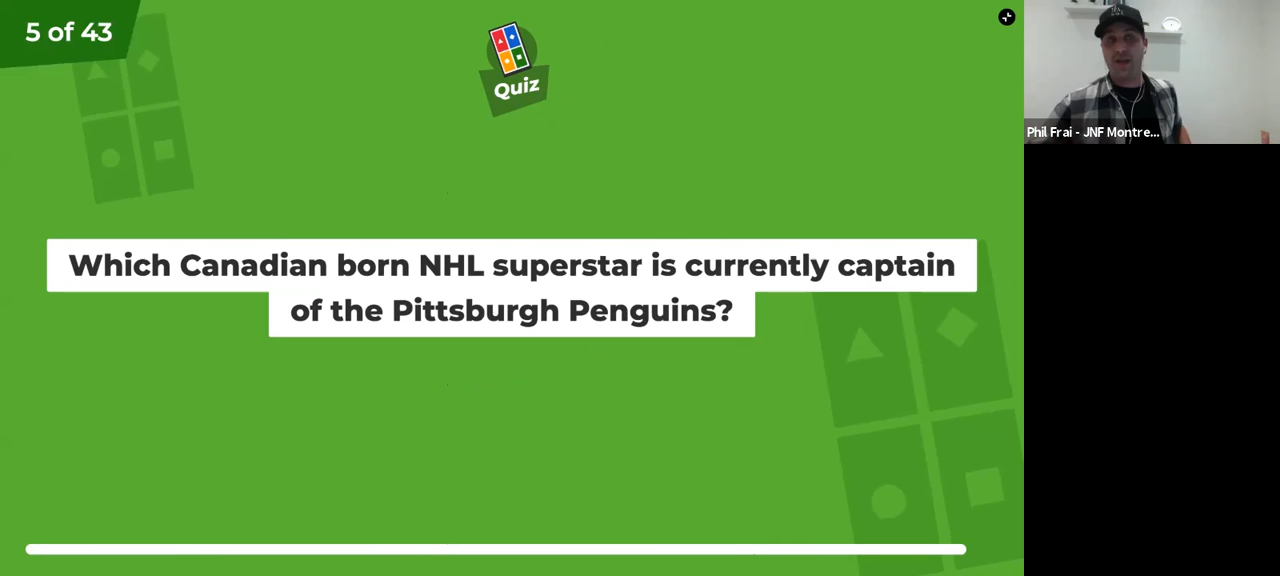 5 of 43
Quiz
Which Canadian born NHL superstar is currently captain
of the Pittsburgh Penguins?
Phil Frai - JNF Montre...